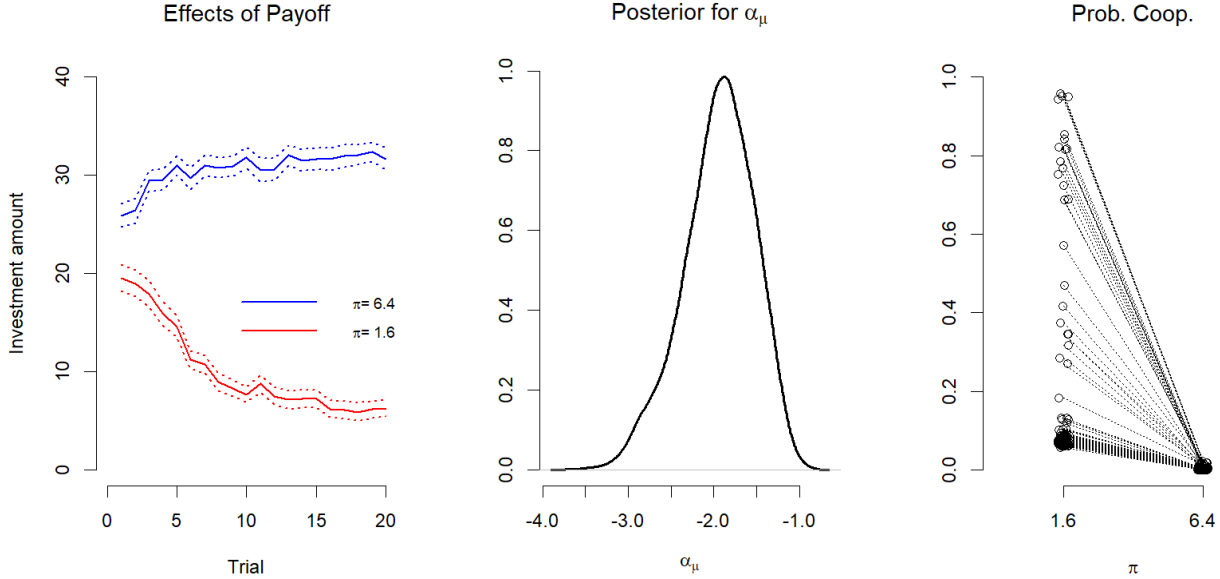 Effects of Payoff
Investment amount
40
30
20
10
0
π= 6.4
π= 1.6
0 5 10 15 20
Trial
Posterior for αμ
1.0
0.8
0.6
0.4
0.2
0.0
-4.0 -3.0 -2.0 -1.0
αμ
Prob. Coop.
1.0
0.8
0.6
0.4
0.2
0.0
1.6 6.4
π